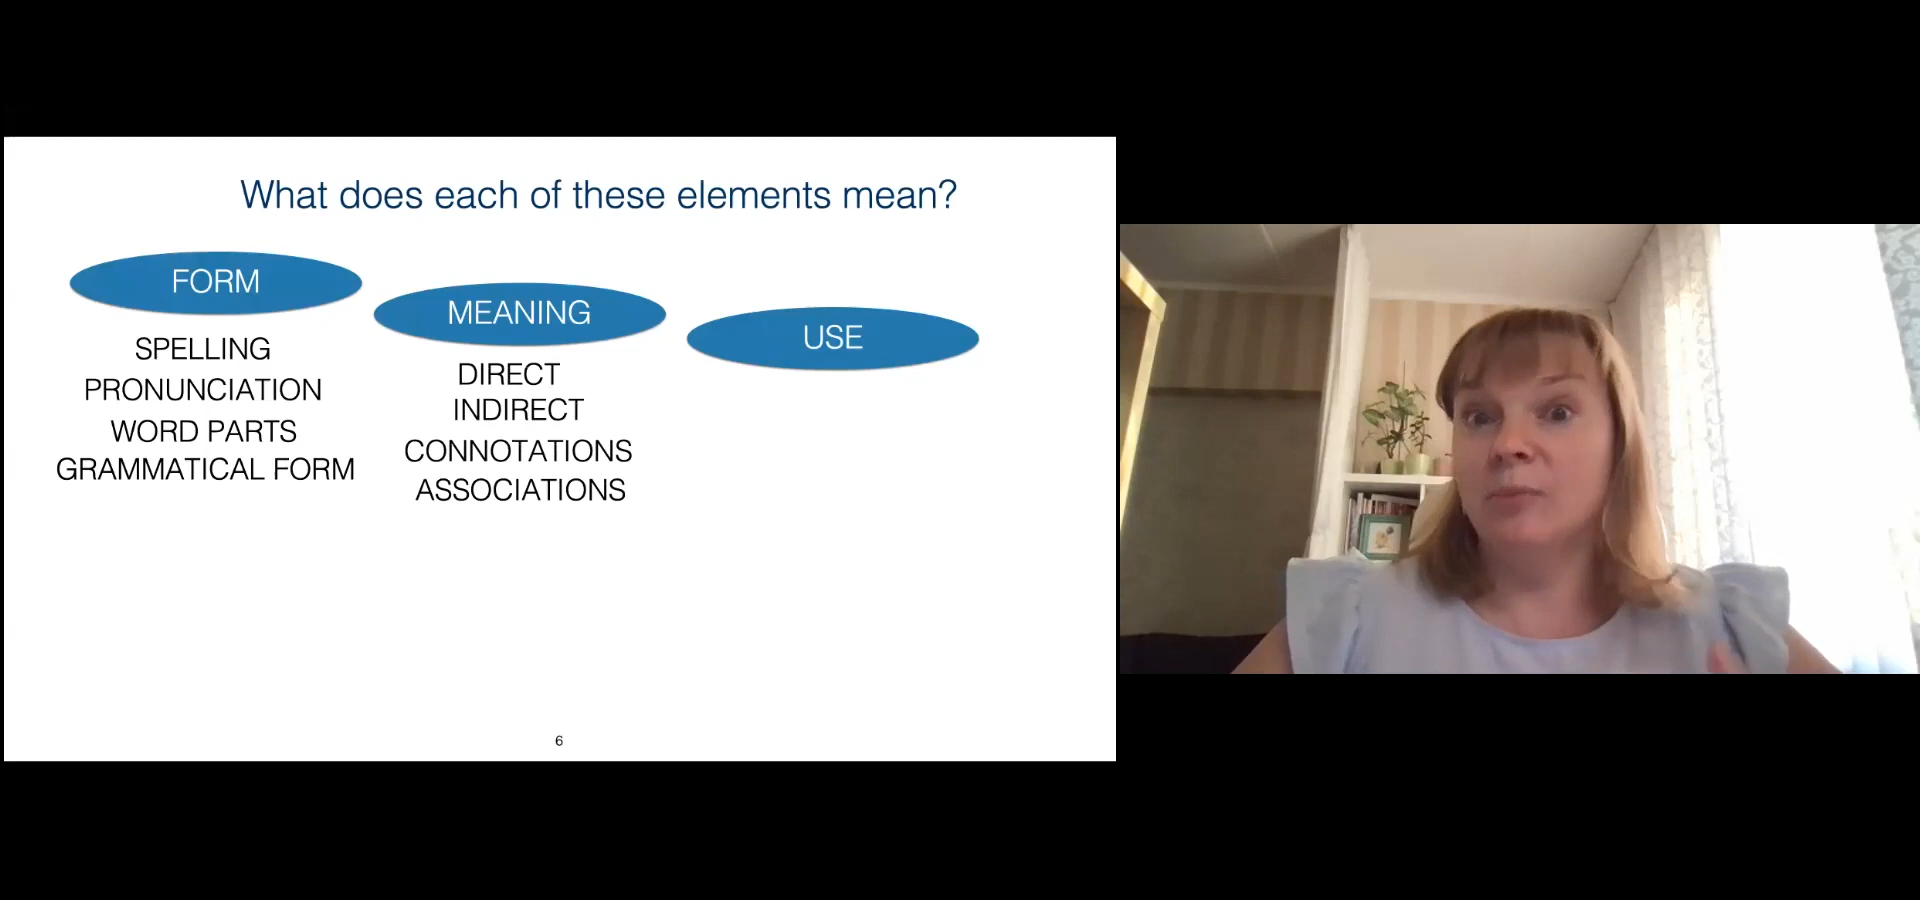 What does each of these elements mean?
FORM
SPELLING
PRONUNCIATION
WORD PARTS
GRAMMATICAL FORM
MEANING
DIRECT
INDIRECT
CONNOTATIONS
ASSOCIATIONS
USE
6